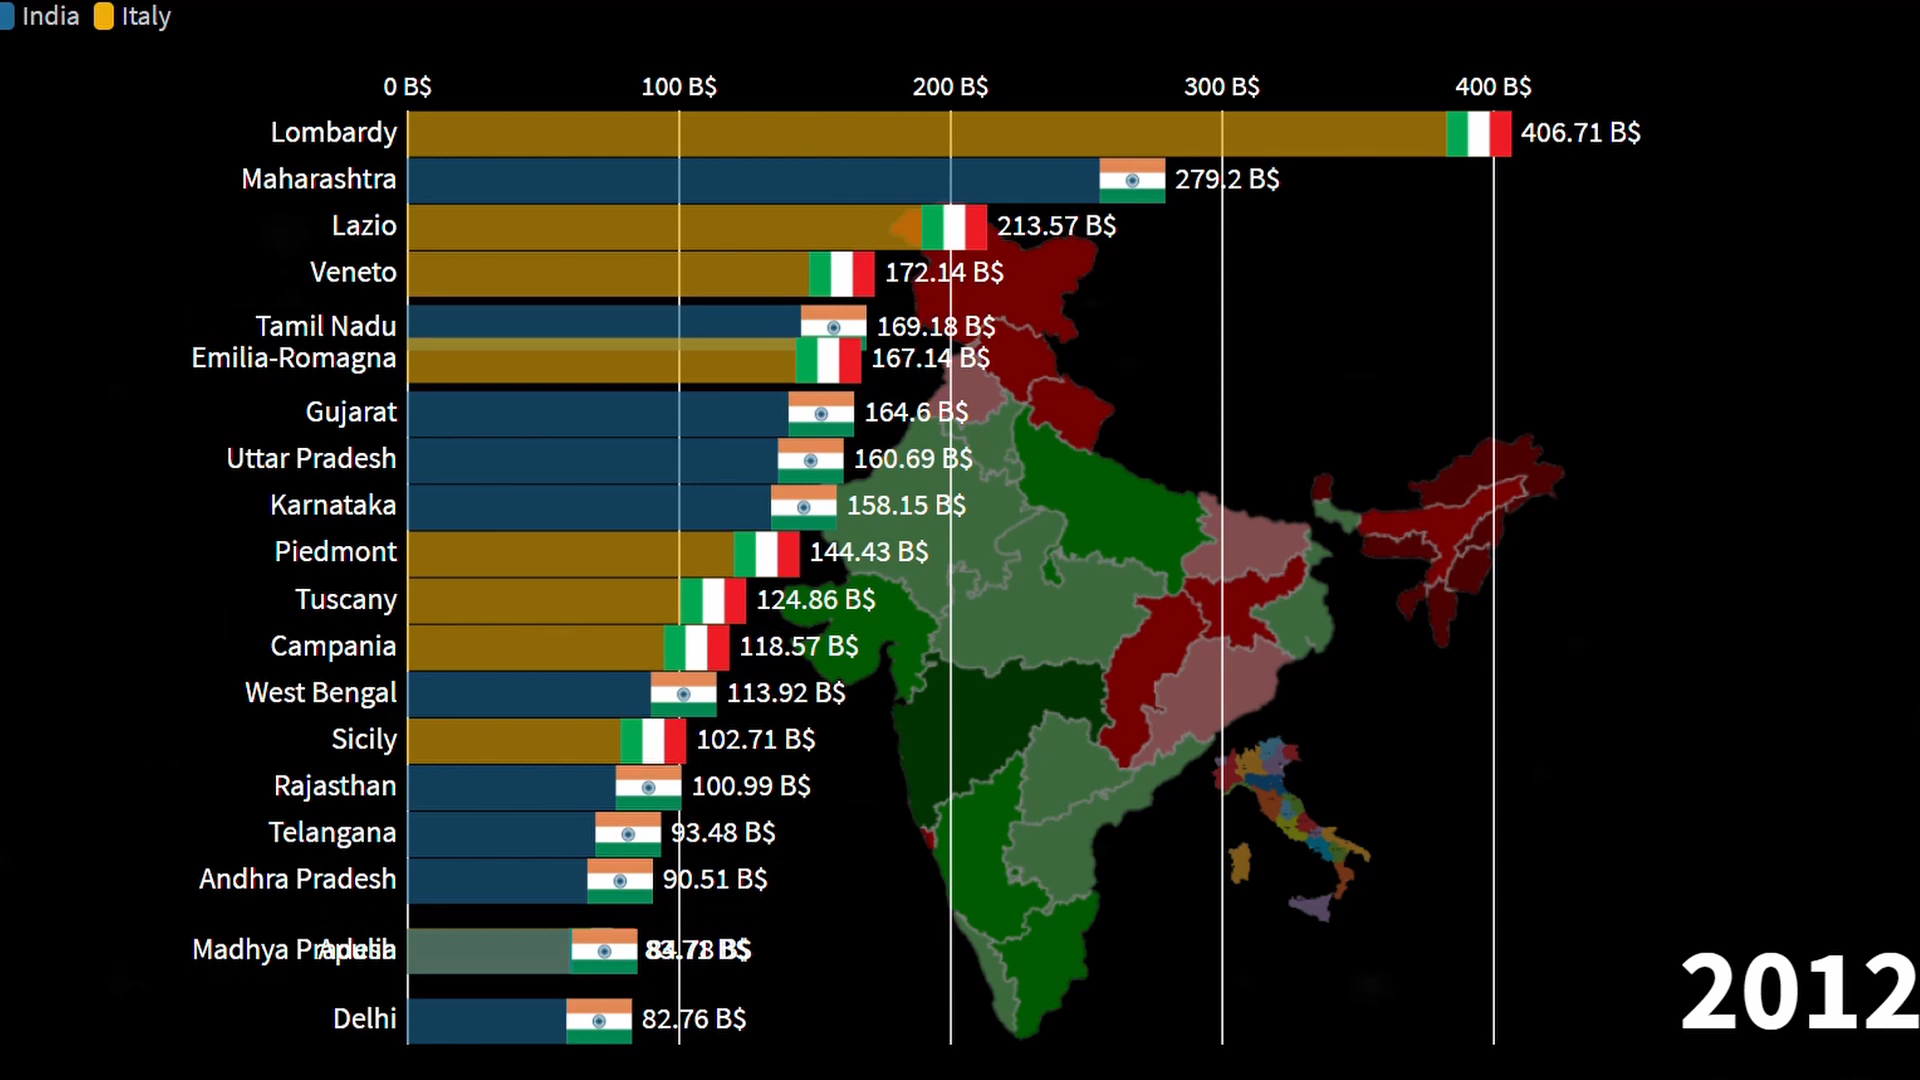 India Italy
0 B$ 100 B$ 200 B$ 300 B$ 400 B$
Lombardy 406.71 B$
Maharashtra 279.2 B$
Lazio 213.57 B$
Veneto 172.14 B$
Tamil Nadu 169.18 B$
Emilia-Romagna 167.14 B$
Gujarat 164.6 B$
Uttar Pradesh 160.69 B$
Karnataka 158.15 B$
Piedmont 144.43 B$
Tuscany 124.86 B$
Campania 118.57 B$
West Bengal 113.92 B$
Sicily 102.71 B$
Rajasthan 100.99 B$
Telangana 93.48 B$
Andhra Pradesh 90.51 B$
Madhya Pradesh
Delhi 82.76 B$
2012